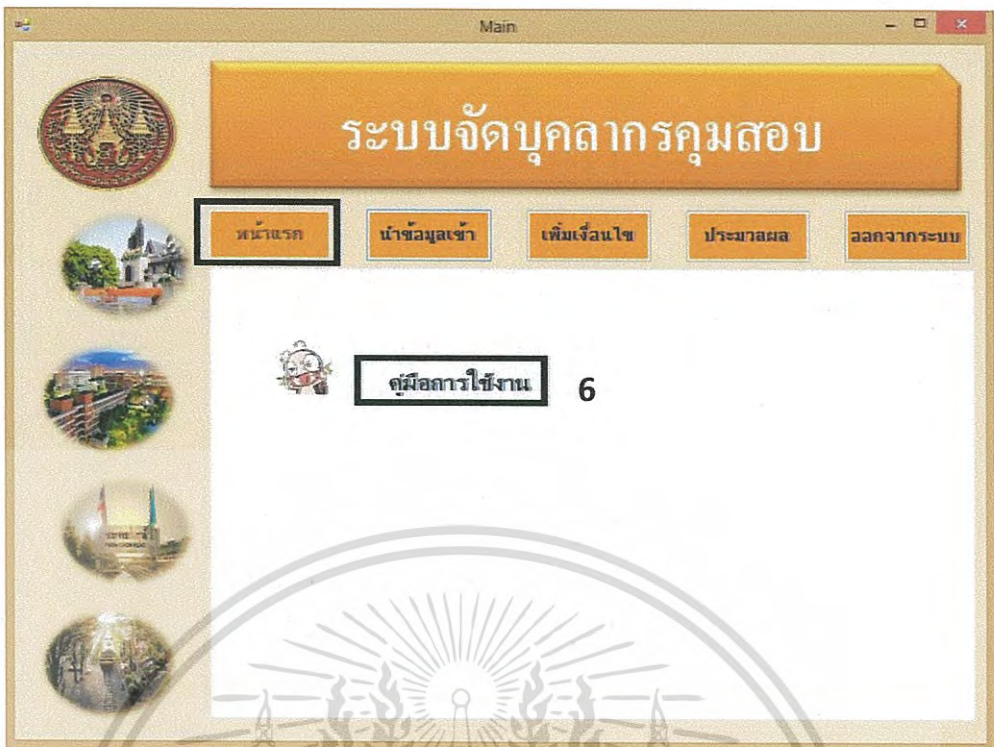 Main
ระบบจัดบุคลากรคุมสอบ
หน้าแรก นำข้อมูลเข้า เพิ่มเงื่อนไข ประมวลผล ออกจากระบบ
คู่มือการใช้งาน 6